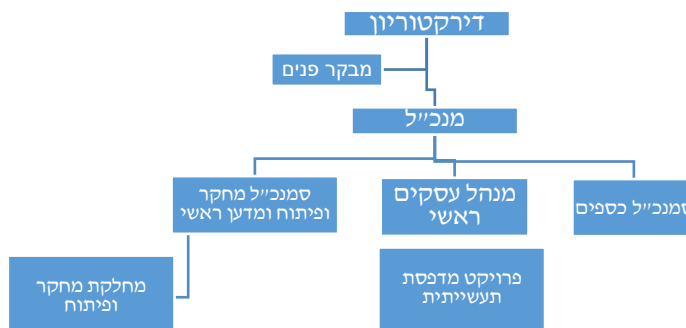 דירקטוריון
מבקר פנים
מנכ״ל
סמנכ״ל כספים
מנהל עסקים
ראשי
סמנכ״ל מחקר
ופיתוח ומדען ראשי
פרויקט מדפסת
תעשייתית
מחלקת מחקר
ופיתוח